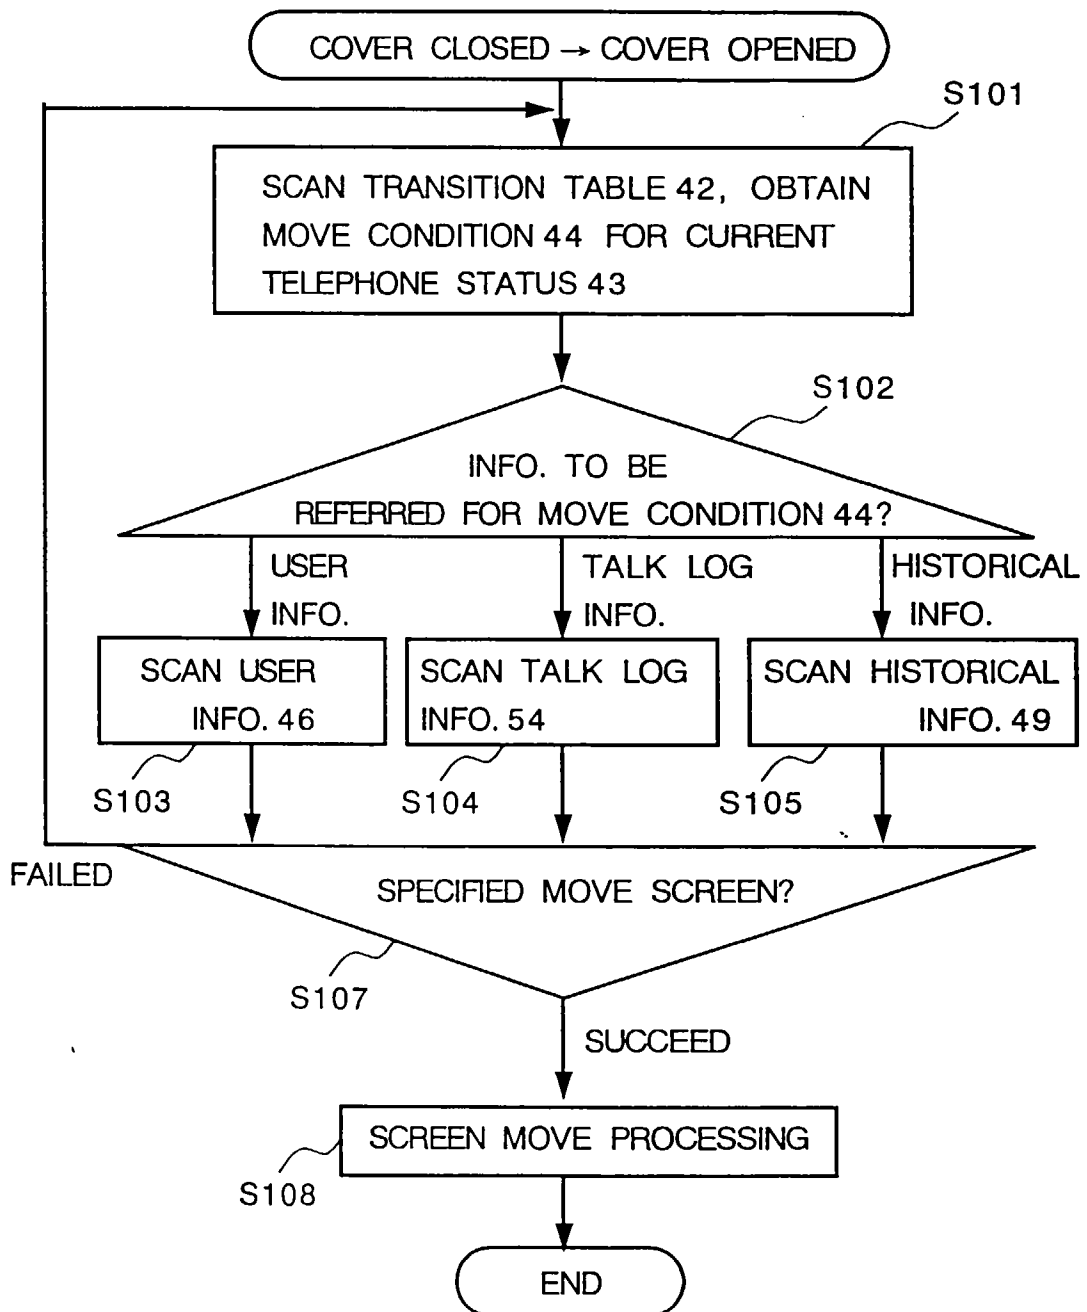 COVER CLOSED → COVER OPENED
S101
SCAN TRANSITION TABLE 42, OBTAIN
MOVE CONDITION 44 FOR CURRENT
TELEPHONE STATUS 43
S102
INFO. TO BE
REFERRED FOR MOVE CONDITION 44?
USER
INFO.
TALK LOG
INFO.
HISTORICAL
INFO.
SCAN USER
INFO. 46
SCAN TALK LOG
INFO. 54
SCAN HISTORICAL
INFO. 49
S103
S104
S105
FAILED
SPECIFIED MOVE SCREEN?
S107
SUCCEED
SCREEN MOVE PROCESSING
S108
END